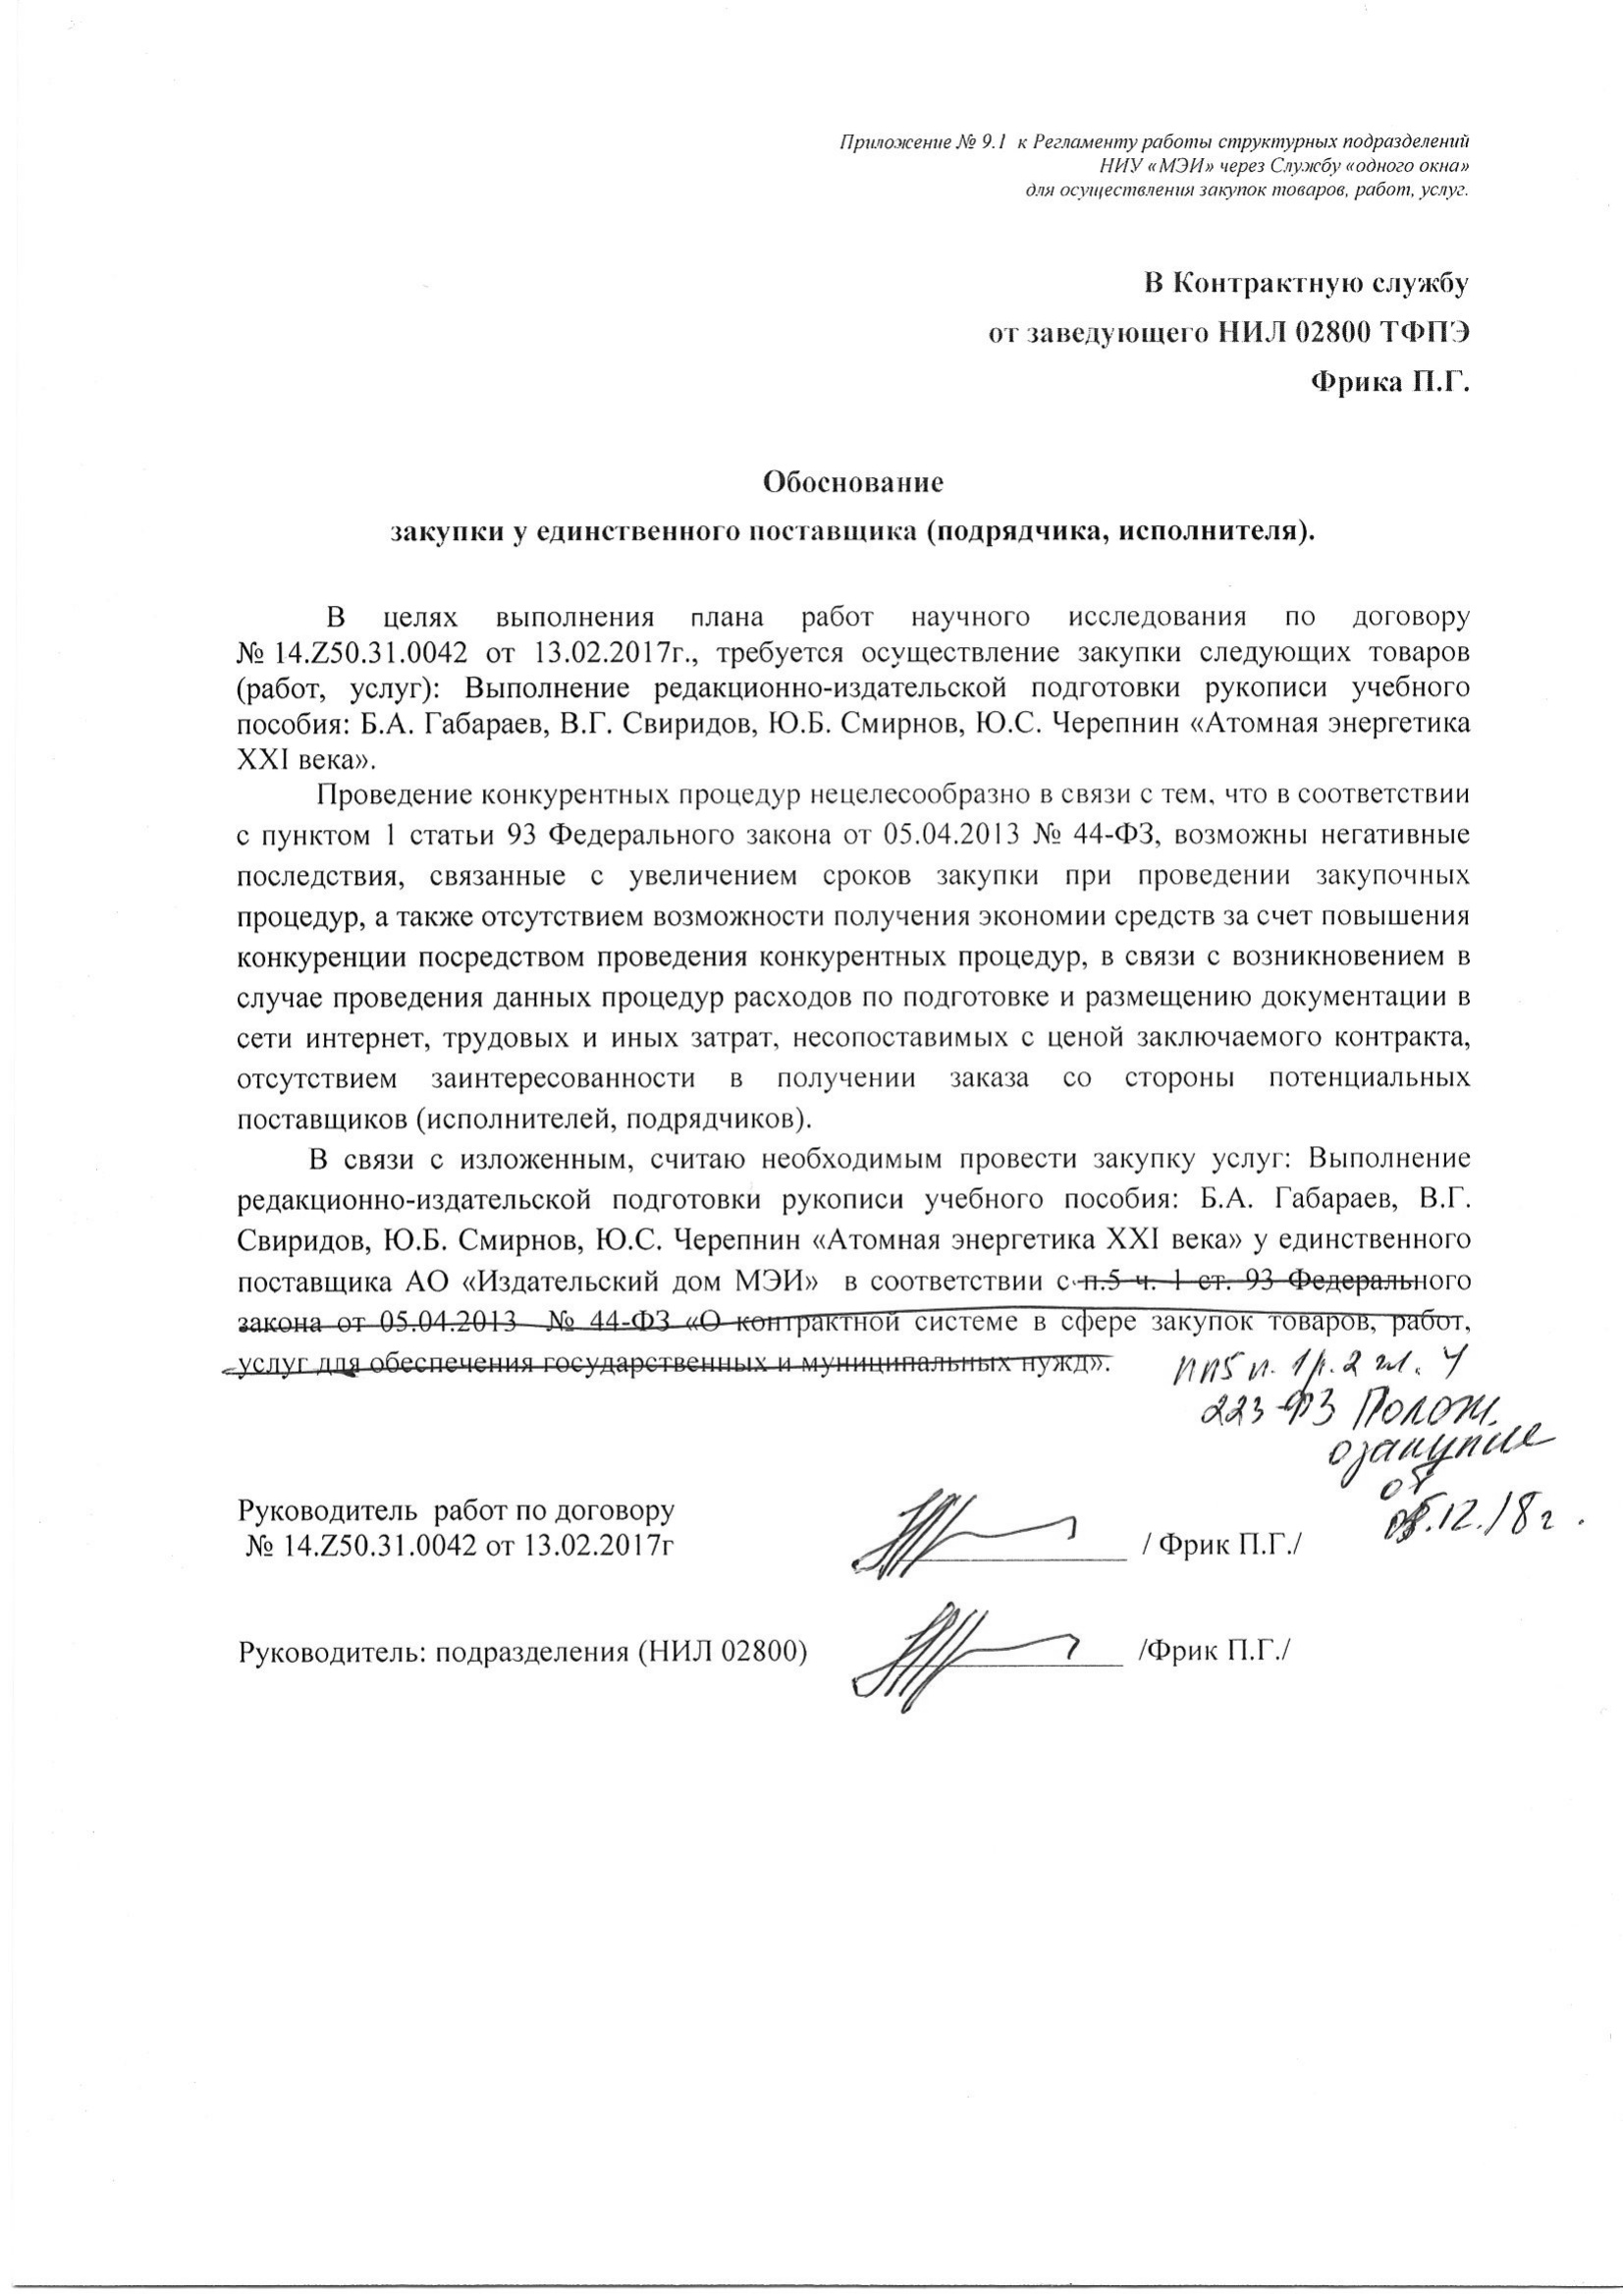 Приложение № 9.1 к Регламенту работы структурных подразделений
НИУ «МЭИ» через Службу «одного окна»
для осуществления закупок товаров, работ, услуг.
В Контрактную службу
от заведующего НИЛ 02800 ТФПЭ
Фрика П.Г.
Обоснование
закупки у единственного поставщика (подрядчика, исполнителя).
В целях выполнения плана работ научного исследования по договору
№ 14.Z50.31.0042 от 13.02.2017г., требуется осуществление закупки следующих товаров
(работ, услуг): Выполнение редакционно-издательской подготовки рукописи учебного
пособия: Б.А. Габараев, В.Г. Свиридов, Ю.Б. Смирнов, Ю.С. Черепнин «Атомная энергетика
XXI века».
Проведение конкурентных процедур нецелесообразно в связи с тем, что в соответствии
с пунктом 1 статьи 93 Федерального закона от 05.04.2013 № 44-ФЗ, возможны негативные
последствия, связанные с увеличением сроков закупки при проведении закупочных
процедур, а также отсутствием возможности получения экономии средств за счет повышения
конкуренции посредством проведения конкурентных процедур, в связи с возникновением в
случае проведения данных процедур расходов по подготовке и размещению документации в
сети интернет, трудовых и иных затрат, несопоставимых с ценой заключаемого контракта,
отсутствием заинтересованности в получении заказа со стороны потенциальных
поставщиков (исполнителей, подрядчиков).
В связи с изложенным, считаю необходимым провести закупку услуг: Выполнение
редакционно-издательской подготовки рукописи учебного пособия: Б.А. Габараев, В.Г.
Свиридов, Ю.Б. Смирнов, Ю.С. Черепнин «Атомная энергетика XXI века» у единственного
поставщика АО «Издательский дом МЭИ» в соответствии с п.5 ч. 1 ст. 93 Федерального
закона от 05.04.2013 № 44-ФЗ «О контрактной системе в сфере закупок товаров, работ,
услуг для обеспечения государственных и муниципальных нужд».
пп5 п. 1 р. 2 гл. 4
223-ФЗ Полож.
о закупке
от
.12.18г.
Руководитель работ по договору
№ 14.Z50.31.0042 от 13.02.2017г / Фрик П.Г./
Руководитель: подразделения (НИЛ 02800) /Фрик П.Г./